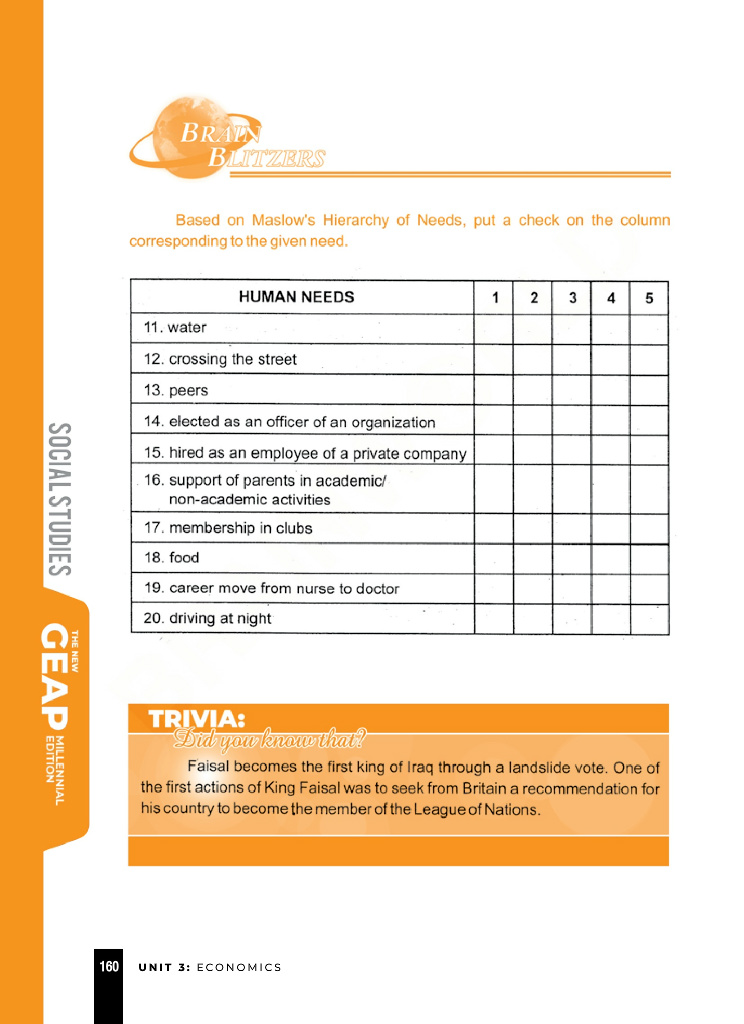 BRAIN
BLITZERS
Based on Maslow's Hierarchy of Needs, put a check on the column
corresponding to the given need.
HUMAN NEEDS 1 2 3 4 5
11. water
12. crossing the street
13. peers
14. elected as an officer of an organization
15. hired as an employee of a private company
16. support of parents in academic/
non-academic activities
17. membership in clubs
18. food
19. career move from nurse to doctor
20. driving at night
SOCIAL STUDIES
THE NEW
GEAP
MILLENNIAL
EDITION
TRIVIA:
Did you know that?
Faisal becomes the first king of Iraq through a landslide vote. One of
the first actions of King Faisal was to seek from Britain a recommendation for
his country to become the member of the League of Nations.
160 UNIT 3: ECONOMICS